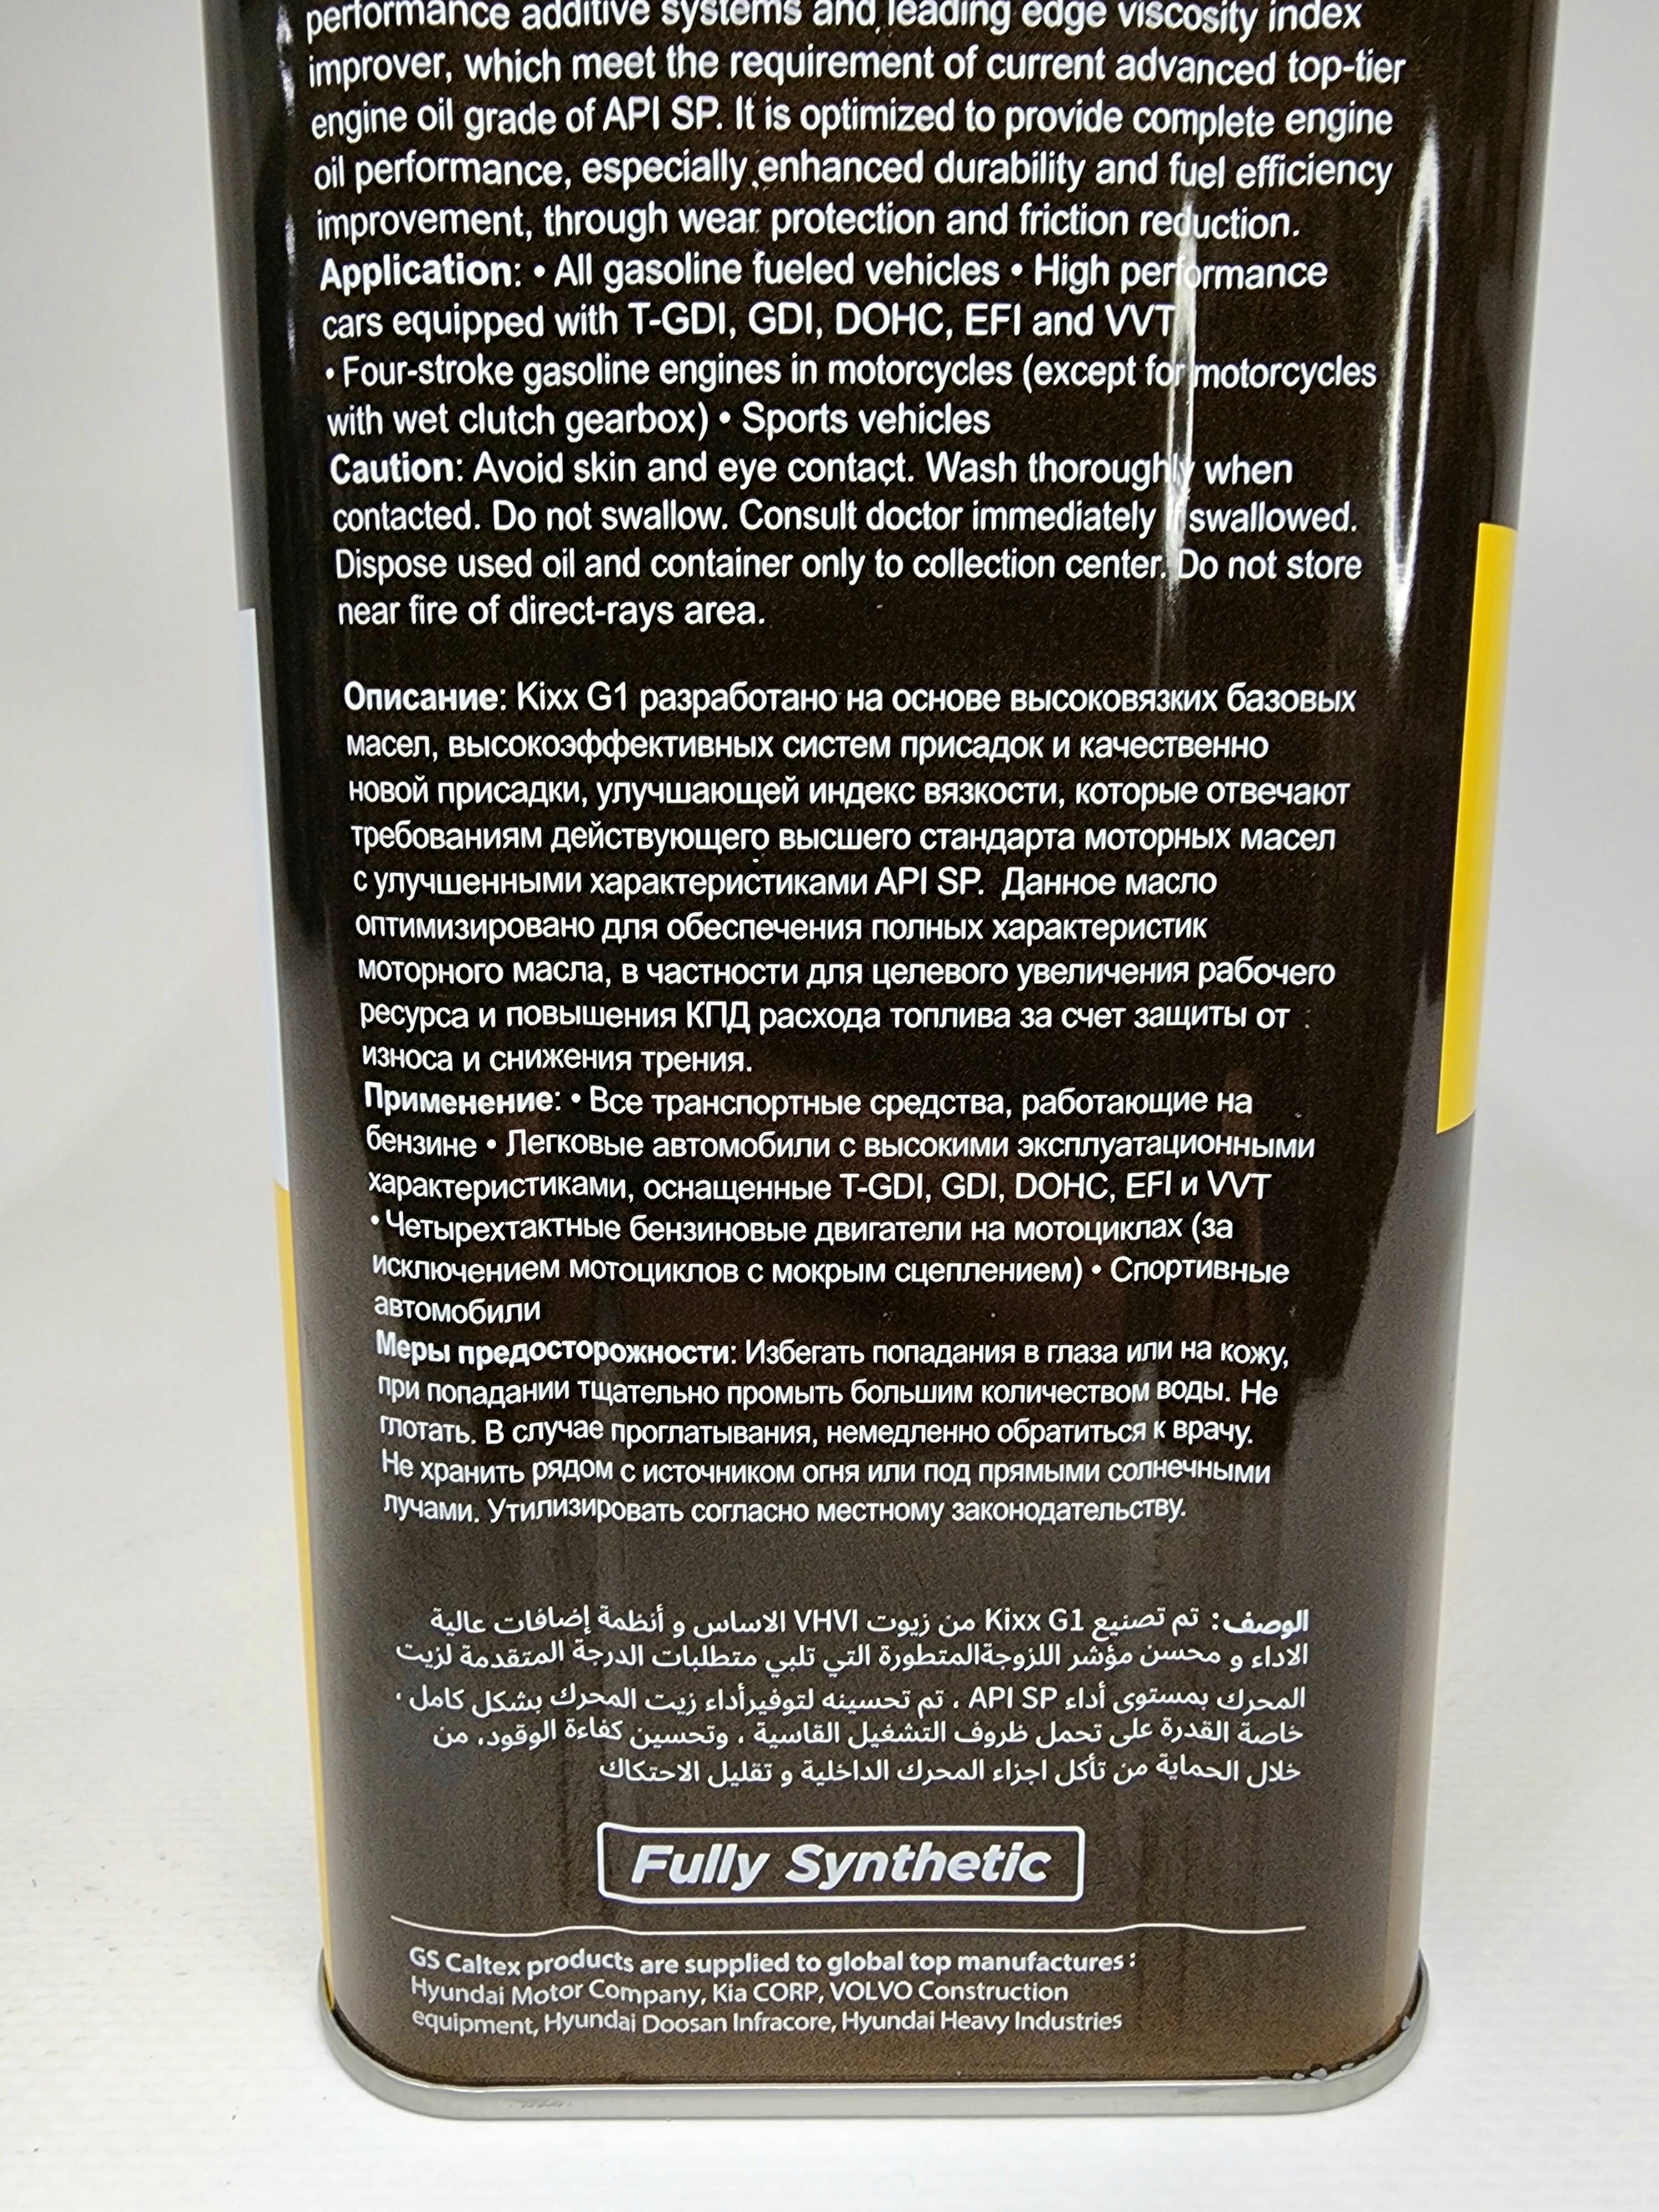 performance additive systems and leading edge viscosity index
improver, which meet the requirement of current advanced top-tier
engine oil grade of API SP. It is optimized to provide complete engine
oil performance, especially enhanced durability and fuel efficiency
improvement, through wear protection and friction reduction.
Application: • All gasoline fueled vehicles • High performance
cars equipped with T-GDI, GDI, DOHC, EFI and VVT
• Four-stroke gasoline engines in motorcycles (except for motorcycles
with wet clutch gearbox) • Sports vehicles
Caution: Avoid skin and eye contact. Wash thoroughly when
contacted. Do not swallow. Consult doctor immediately if swallowed.
Dispose used oil and container only to collection center. Do not store
near fire of direct-rays area.
Описание: Kixx G1 разработано на основе высоковязких базовых
масел, высокоэффективных систем присадок и качественно
новой присадки, улучшающей индекс вязкости, которые отвечают
требованиям действующего высшего стандарта моторных масел
с улучшенными характеристиками API SP. Данное масло
оптимизировано для обеспечения полных характеристик
моторного масла, в частности для целевого увеличения рабочего
ресурса и повышения КПД расхода топлива за счет защиты от
износа и снижения трения.
Применение: • Все транспортные средства, работающие на
бензине • Легковые автомобили с высокими эксплуатационными
характеристиками, оснащенные T-GDI, GDI, DOHC, EFI и VVT
• Четырехтактные бензиновые двигатели на мотоциклах (за
исключением мотоциклов с мокрым сцеплением) • Спортивные
автомобили
Меры предосторожности: Избегать попадания в глаза или на кожу,
при попадании тщательно промыть большим количеством воды. Не
глотать. В случае проглатывания, немедленно обратиться к врачу.
Не хранить рядом с источником огня или под прямыми солнечными
лучами. Утилизировать согласно местному законодательству.
الوصف: تم تصنيع Kixx G1 من زيوت VHVI الاساس و أنظمة إضافات عالية
الاداء و محسن مؤشر اللزوجةالمتطورة التي تلبي متطلبات الدرجة المتقدمة لزيت
المحرك بمستوى أداء API SP ، تم تحسينه لتوفيرأداء زيت المحرك بشكل كامل ،
خاصة القدرة على تحمل ظروف التشغيل القاسية ، وتحسين كفاءة الوقود، من
خلال الحماية من تأكل اجزاء المحرك الداخلية و تقليل الاحتكاك
Fully Synthetic
GS Caltex products are supplied to global top manufactures :
Hyundai Motor Company, Kia CORP, VOLVO Construction
equipment, Hyundai Doosan Infracore, Hyundai Heavy Industries